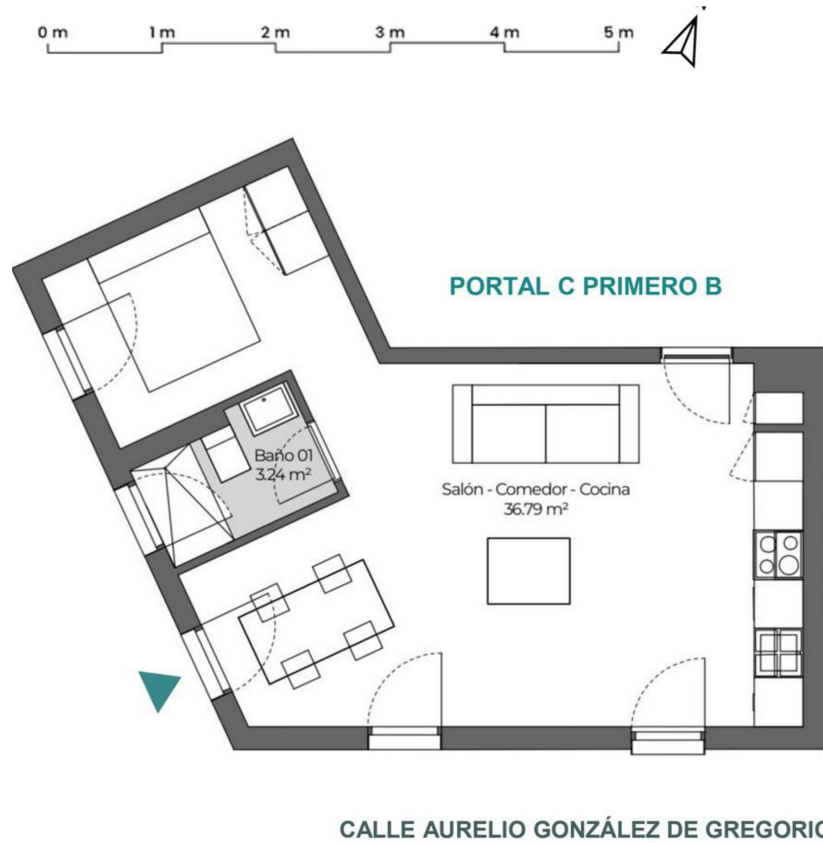 0 m 1 m 2 m 3 m 4 m 5 m
PORTAL C PRIMERO B
Baño 01
3.24 m²
Salón - Comedor - Cocina
36.79 m²
CALLE AURELIO GONZÁLEZ DE GREGORIO